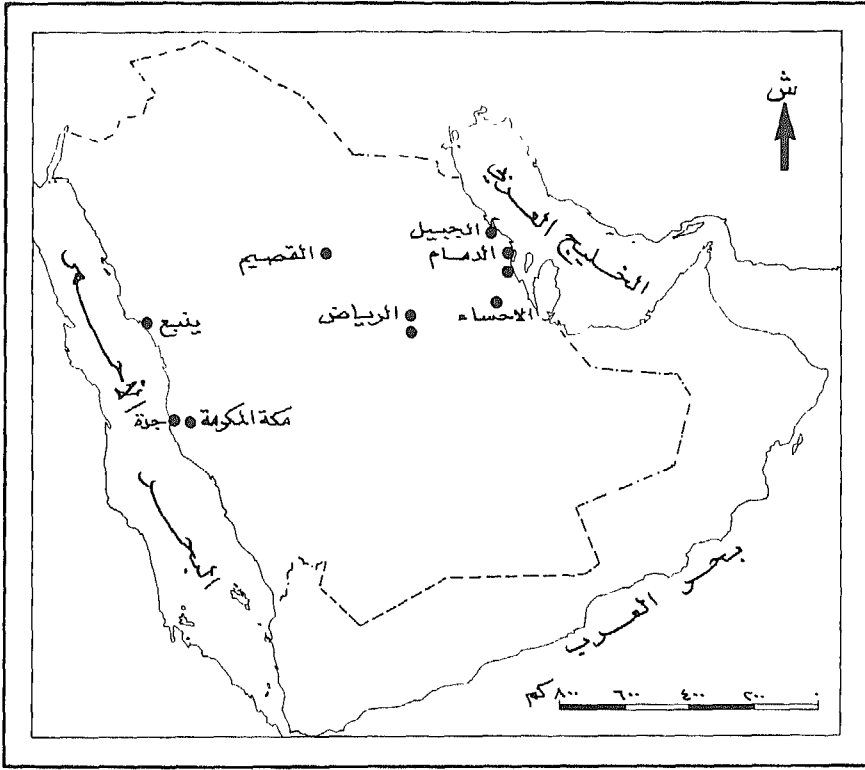 ش
الخليج العربي
الجبيل
الدمام
القصيم
الاحساء
الرياض
ينبع
مكة المكرمة
جدة
البحر الأحمر
بحر العرب
٠ ٢٠٠ ٤٠٠ ٦٠٠ ٨٠٠ كم